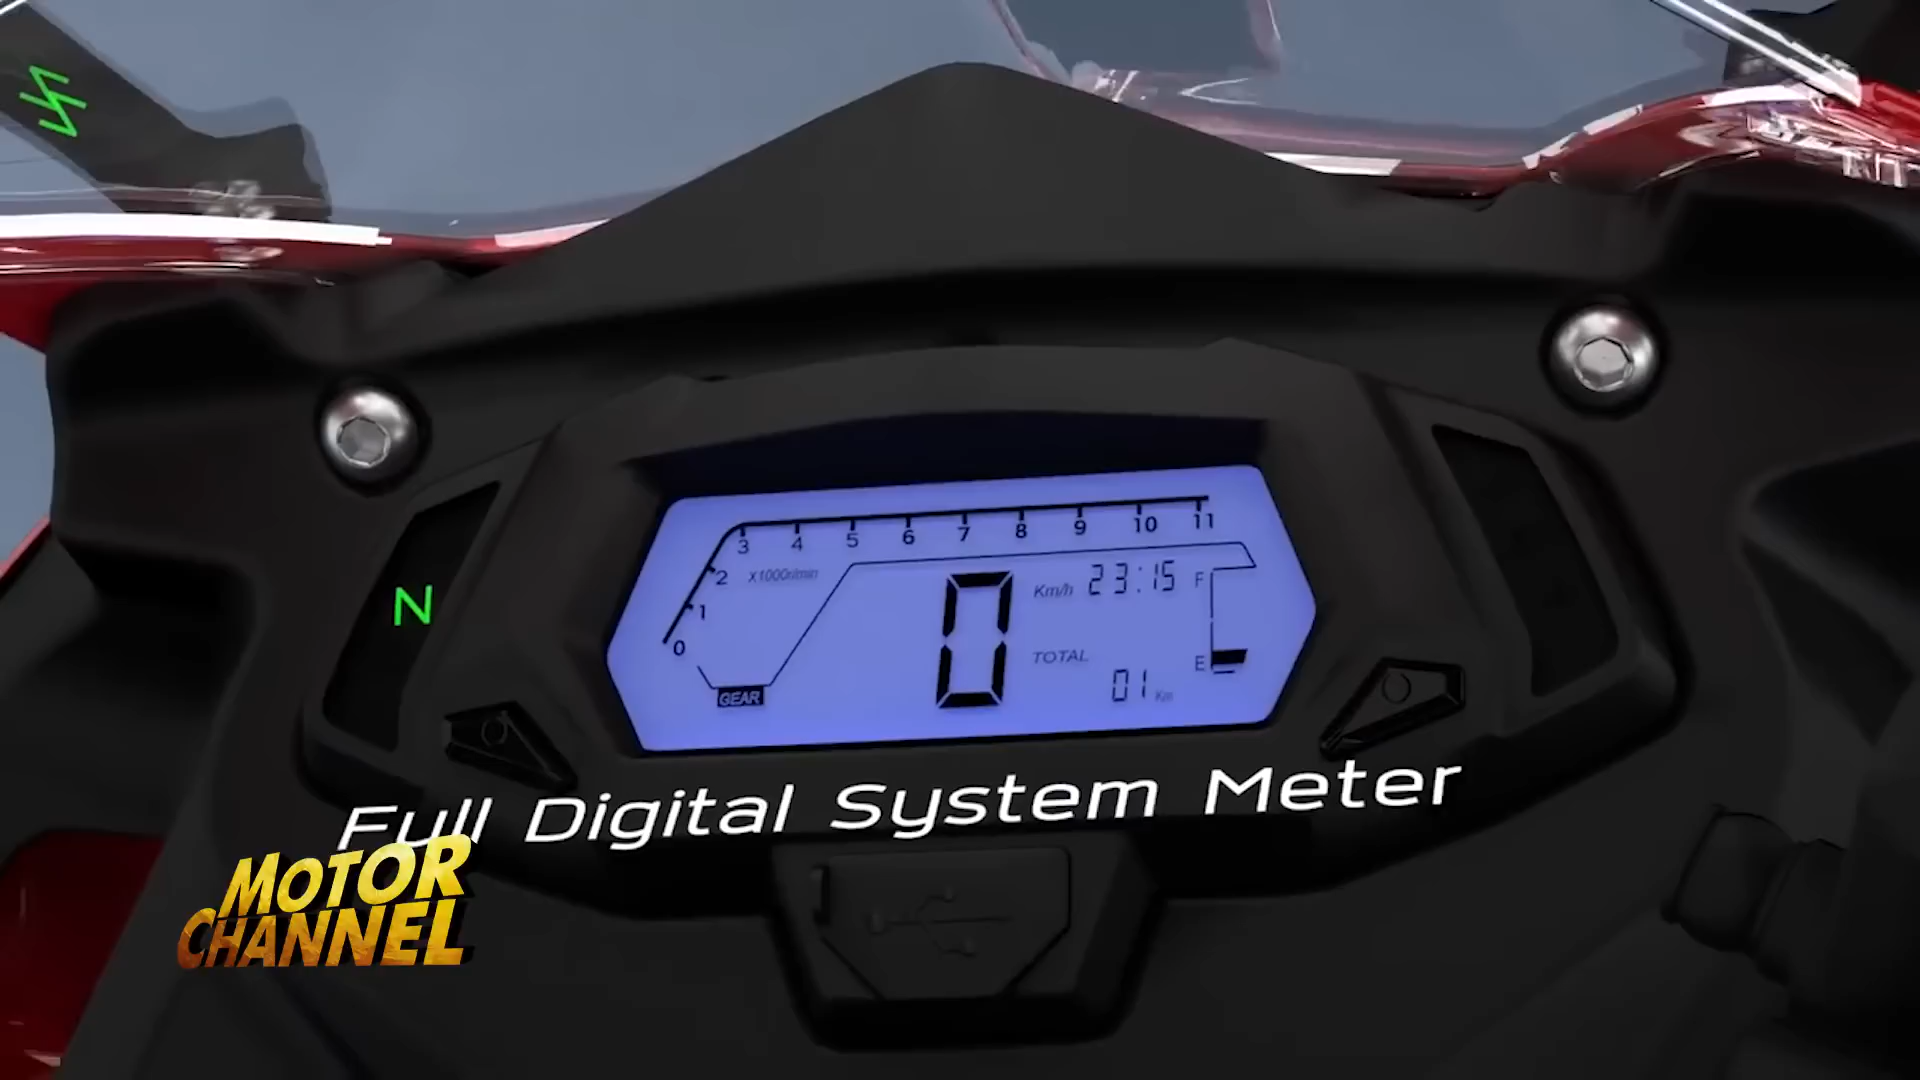 3 4 5 6 7 8 9 10 11
2 X1000r/min
1
0
GEAR
0
Km/h 23:15 F
TOTAL E
01 Km
N
Full Digital System Meter
MOTOR
CHANNEL